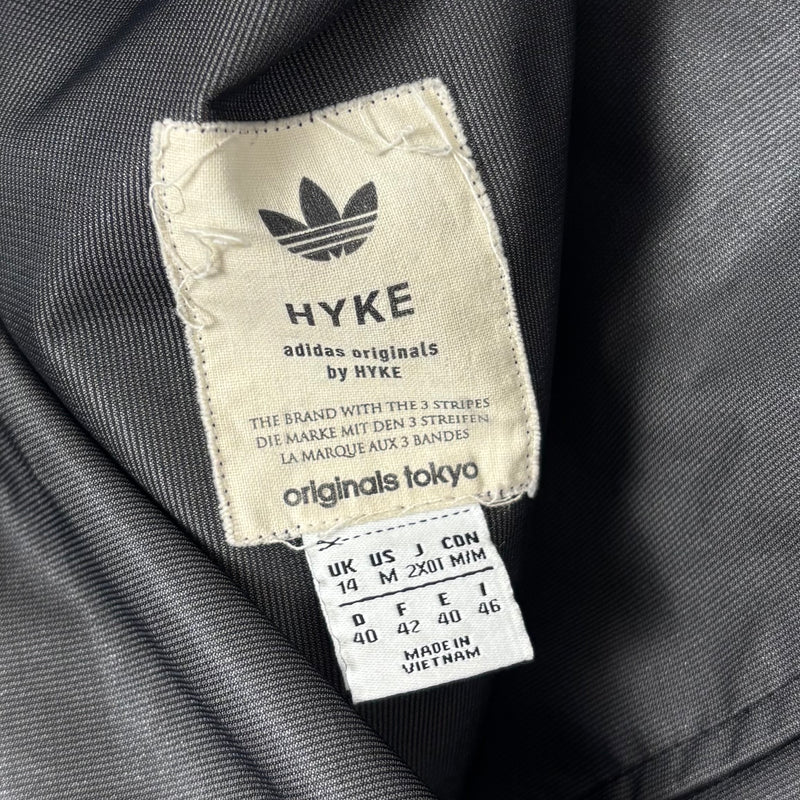 HYKE
adidas originals
by HYKE
THE BRAND WITH THE 3 STRIPES
DIE MARKE MIT DEN 3 STREIFEN
LA MARQUE AUX 3 BANDES
originals tokyo
UK US J CON
14 M 2XOT M/M
D F E I
40 42 40 46
MADE IN
VIETNAM